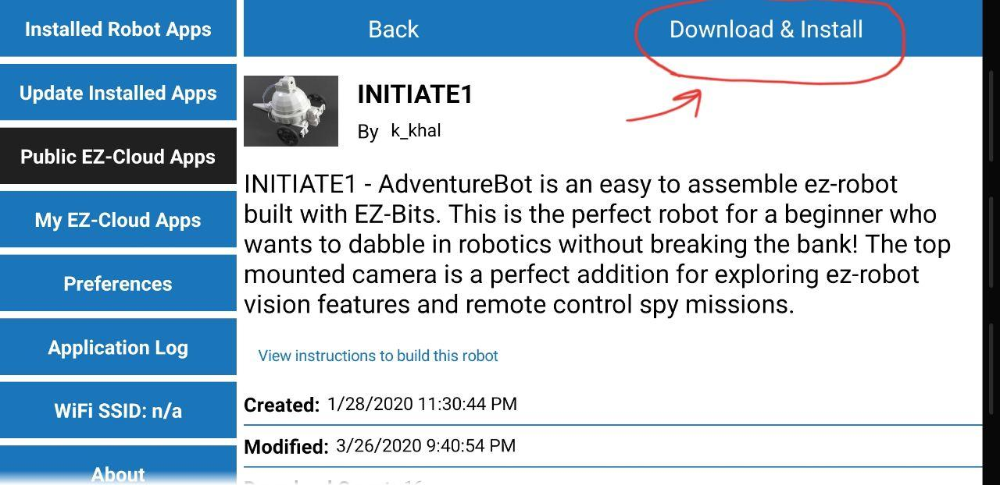 Installed Robot Apps
Update Installed Apps
Public EZ-Cloud Apps
My EZ-Cloud Apps
Preferences
Application Log
WiFi SSID: n/a
About
Back
Download & Install
INITIATE1
By k_khal
INITIATE1 - AdventureBot is an easy to assemble ez-robot
built with EZ-Bits. This is the perfect robot for a beginner who
wants to dabble in robotics without breaking the bank! The top
mounted camera is a perfect addition for exploring ez-robot
vision features and remote control spy missions.
View instructions to build this robot
Created: 1/28/2020 11:30:44 PM
Modified: 3/26/2020 9:40:54 PM